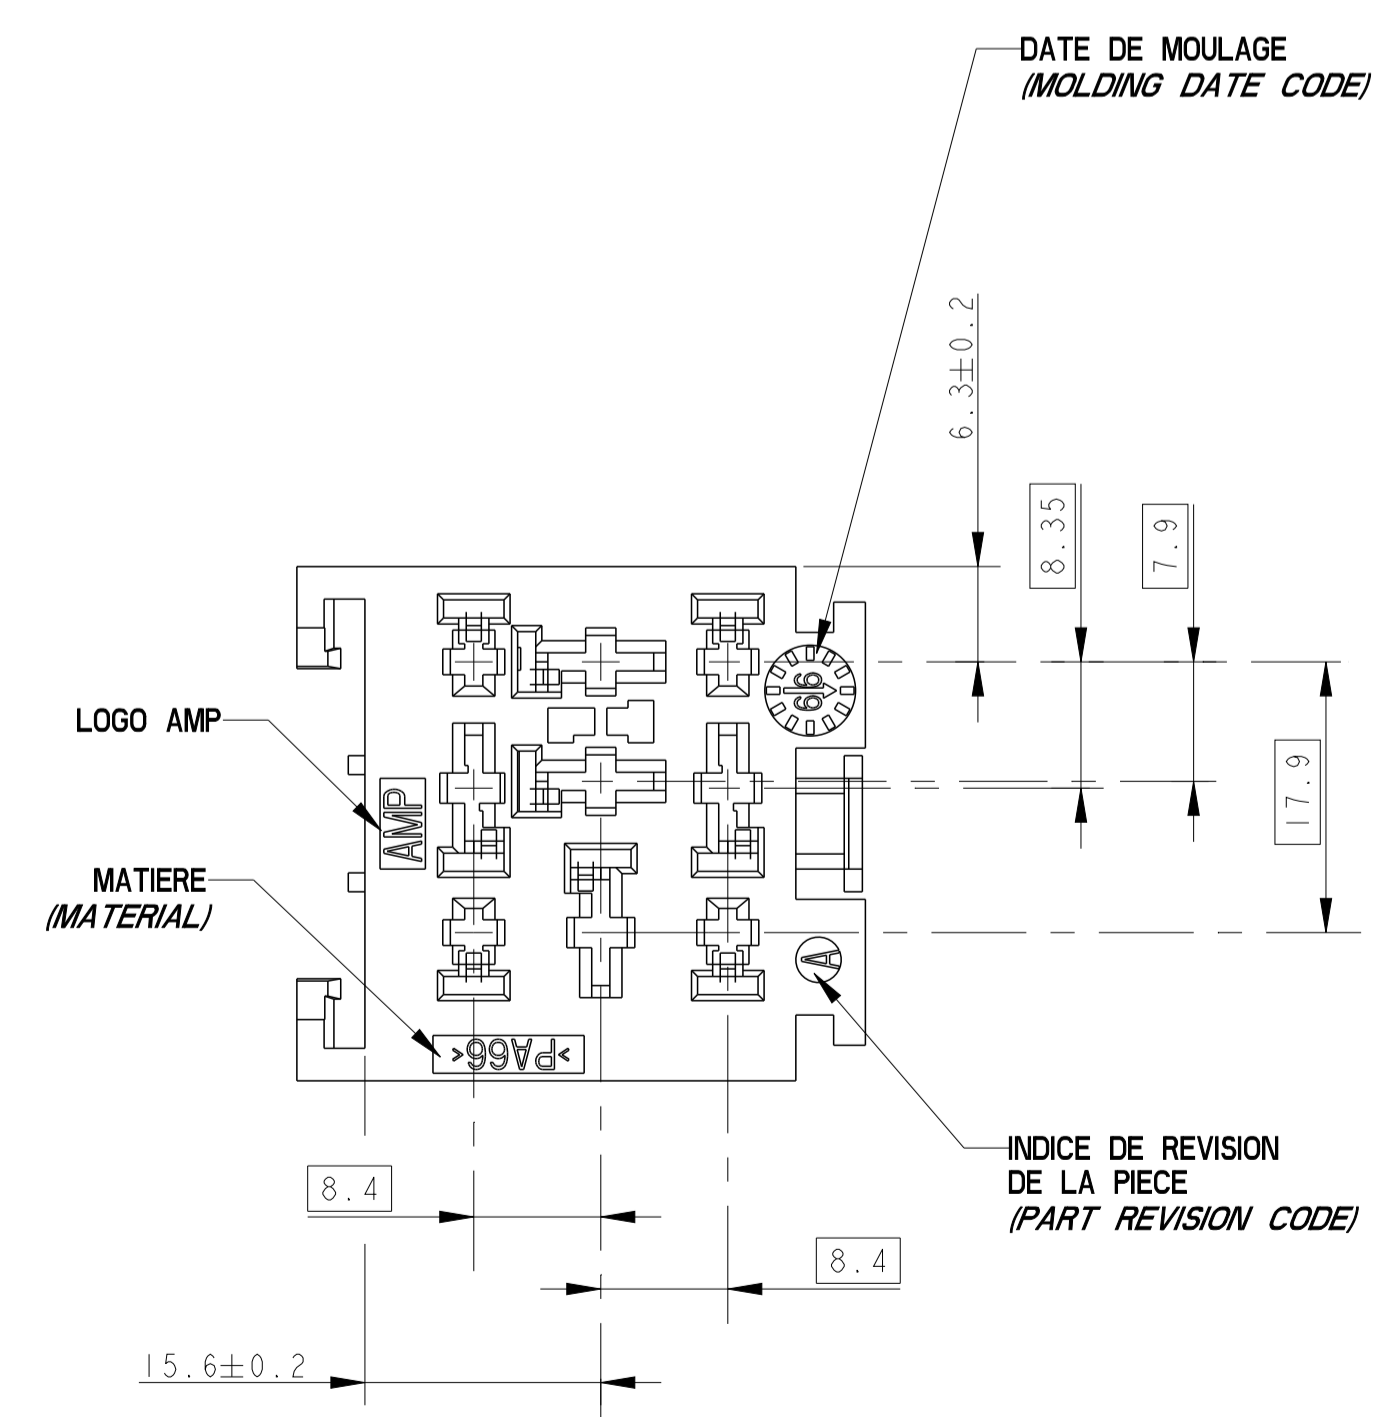 DATE DE MOULAGE
(MOLDING DATE CODE)
6.3±0.2
8.35
7.9
17.9
66
LOGO AMP
AMP
MATIERE
(MATERIAL)
A
>PA66<
INDICE DE REVISION
DE LA PIECE
(PART REVISION CODE)
8.4
8.4
15.6±0.2